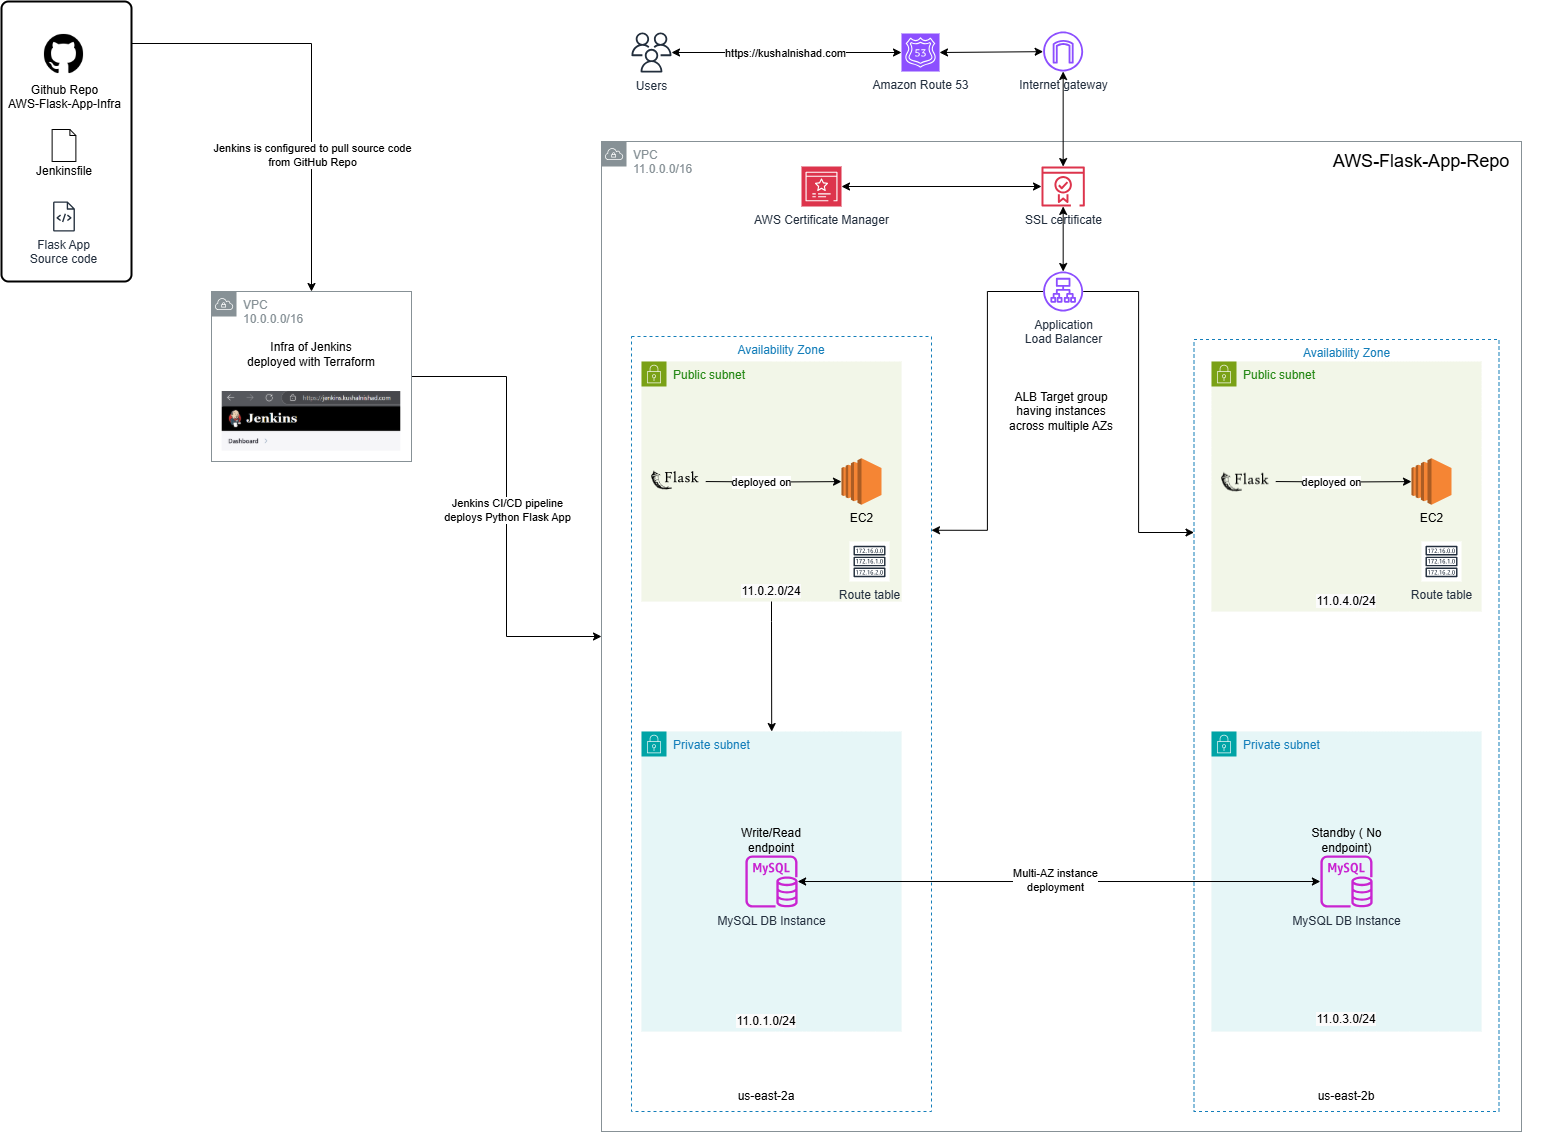 Github Repo
AWS-Flask-App-Infra
Jenkinsfile
Flask App
Source code
Jenkins is configured to pull source code
from GitHub Repo
VPC
10.0.0.0/16
Infra of Jenkins
deployed with Terraform
https://jenkins.kushalnishad.com
Jenkins
Dashboard
Jenkins CI/CD pipeline
deploys Python Flask App
Users
https://kushalnishad.com
53
Amazon Route 53
Internet gateway
VPC
11.0.0.0/16
AWS-Flask-App-Repo
AWS Certificate Manager
SSL certificate
Application
Load Balancer
ALB Target group
having instances
across multiple AZs
Availability Zone
Public subnet
Flask
deployed on
EC2
172.16.0.0
172.16.1.0
172.16.2.0
Route table
11.0.2.0/24
Private subnet
Write/Read
endpoint
MySQL
MySQL DB Instance
11.0.1.0/24
us-east-2a
Multi-AZ instance
deployment
Availability Zone
Public subnet
Flask
deployed on
EC2
172.16.0.0
172.16.1.0
172.16.2.0
Route table
11.0.4.0/24
Private subnet
Standby ( No
endpoint)
MySQL
MySQL DB Instance
11.0.3.0/24
us-east-2b